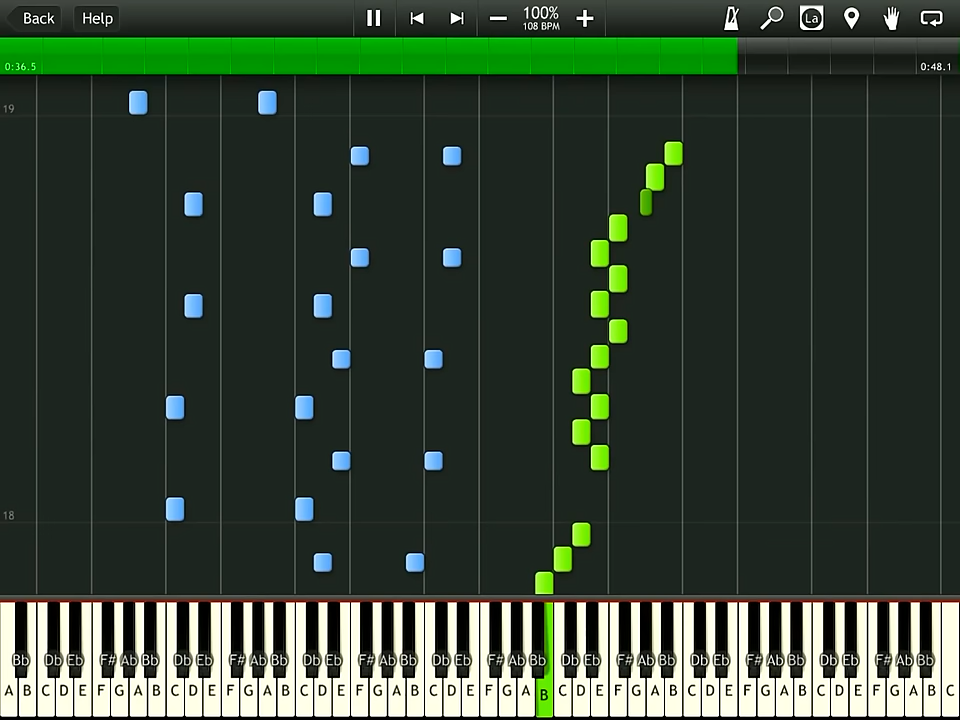 Back Help 100% La
108 BPM
0:36.5 0:48.1
19
18
Bb Db Eb F# Ab Bb Db Eb F# Ab Bb Db Eb F# Ab Bb Db Eb F# Ab Bb Db Eb F# Ab Bb Db Eb F# Ab Bb Db Eb F# Ab Bb
A B C D E F G A B C D E F G A B C D E F G A B C D E F G A B C D E F G A B C D E F G A B C D E F G A B C